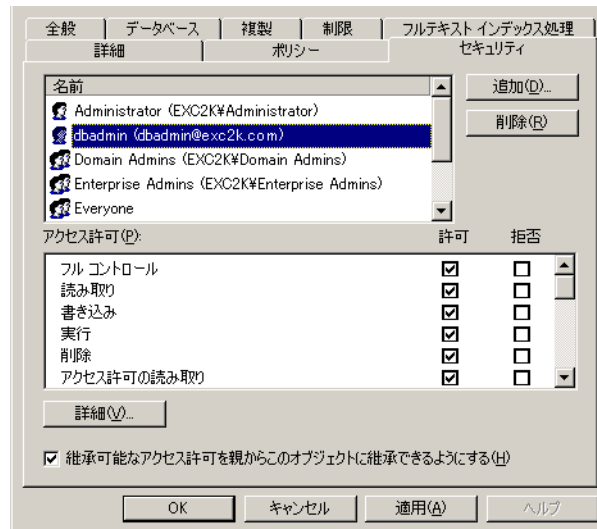 全般 データベース 複製 制限 フルテキスト インデックス処理
詳細 ポリシー セキュリティ
名前
追加(D)...
Administrator (EXC2K¥Administrator)
dbadmin (dbadmin@exc2k.com)
削除(R)
Domain Admins (EXC2K¥Domain Admins)
Enterprise Admins (EXC2K¥Enterprise Admins)
Everyone
アクセス許可(P): 許可 拒否
フル コントロール
読み取り
書き込み
実行
削除
アクセス許可の読み取り
詳細(V)...
継承可能なアクセス許可を親からこのオブジェクトに継承できるようにする(H)
OK キャンセル 適用(A) ヘルプ